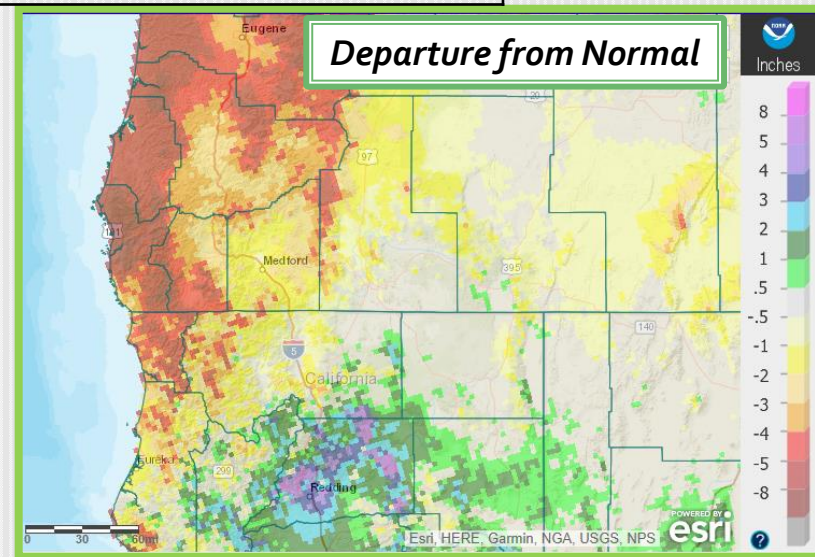 Departure from Normal
NOAA
Inches
8
5
4
3
2
1
.5
-.5
-1
-2
-3
-4
-5
-8
Eugene
20
97
101
Medford
395
140
5
California
Eureka
299
Redding
0 30 60mi
Esri, HERE, Garmin, NGA, USGS, NPS
POWERED BY
esri
?